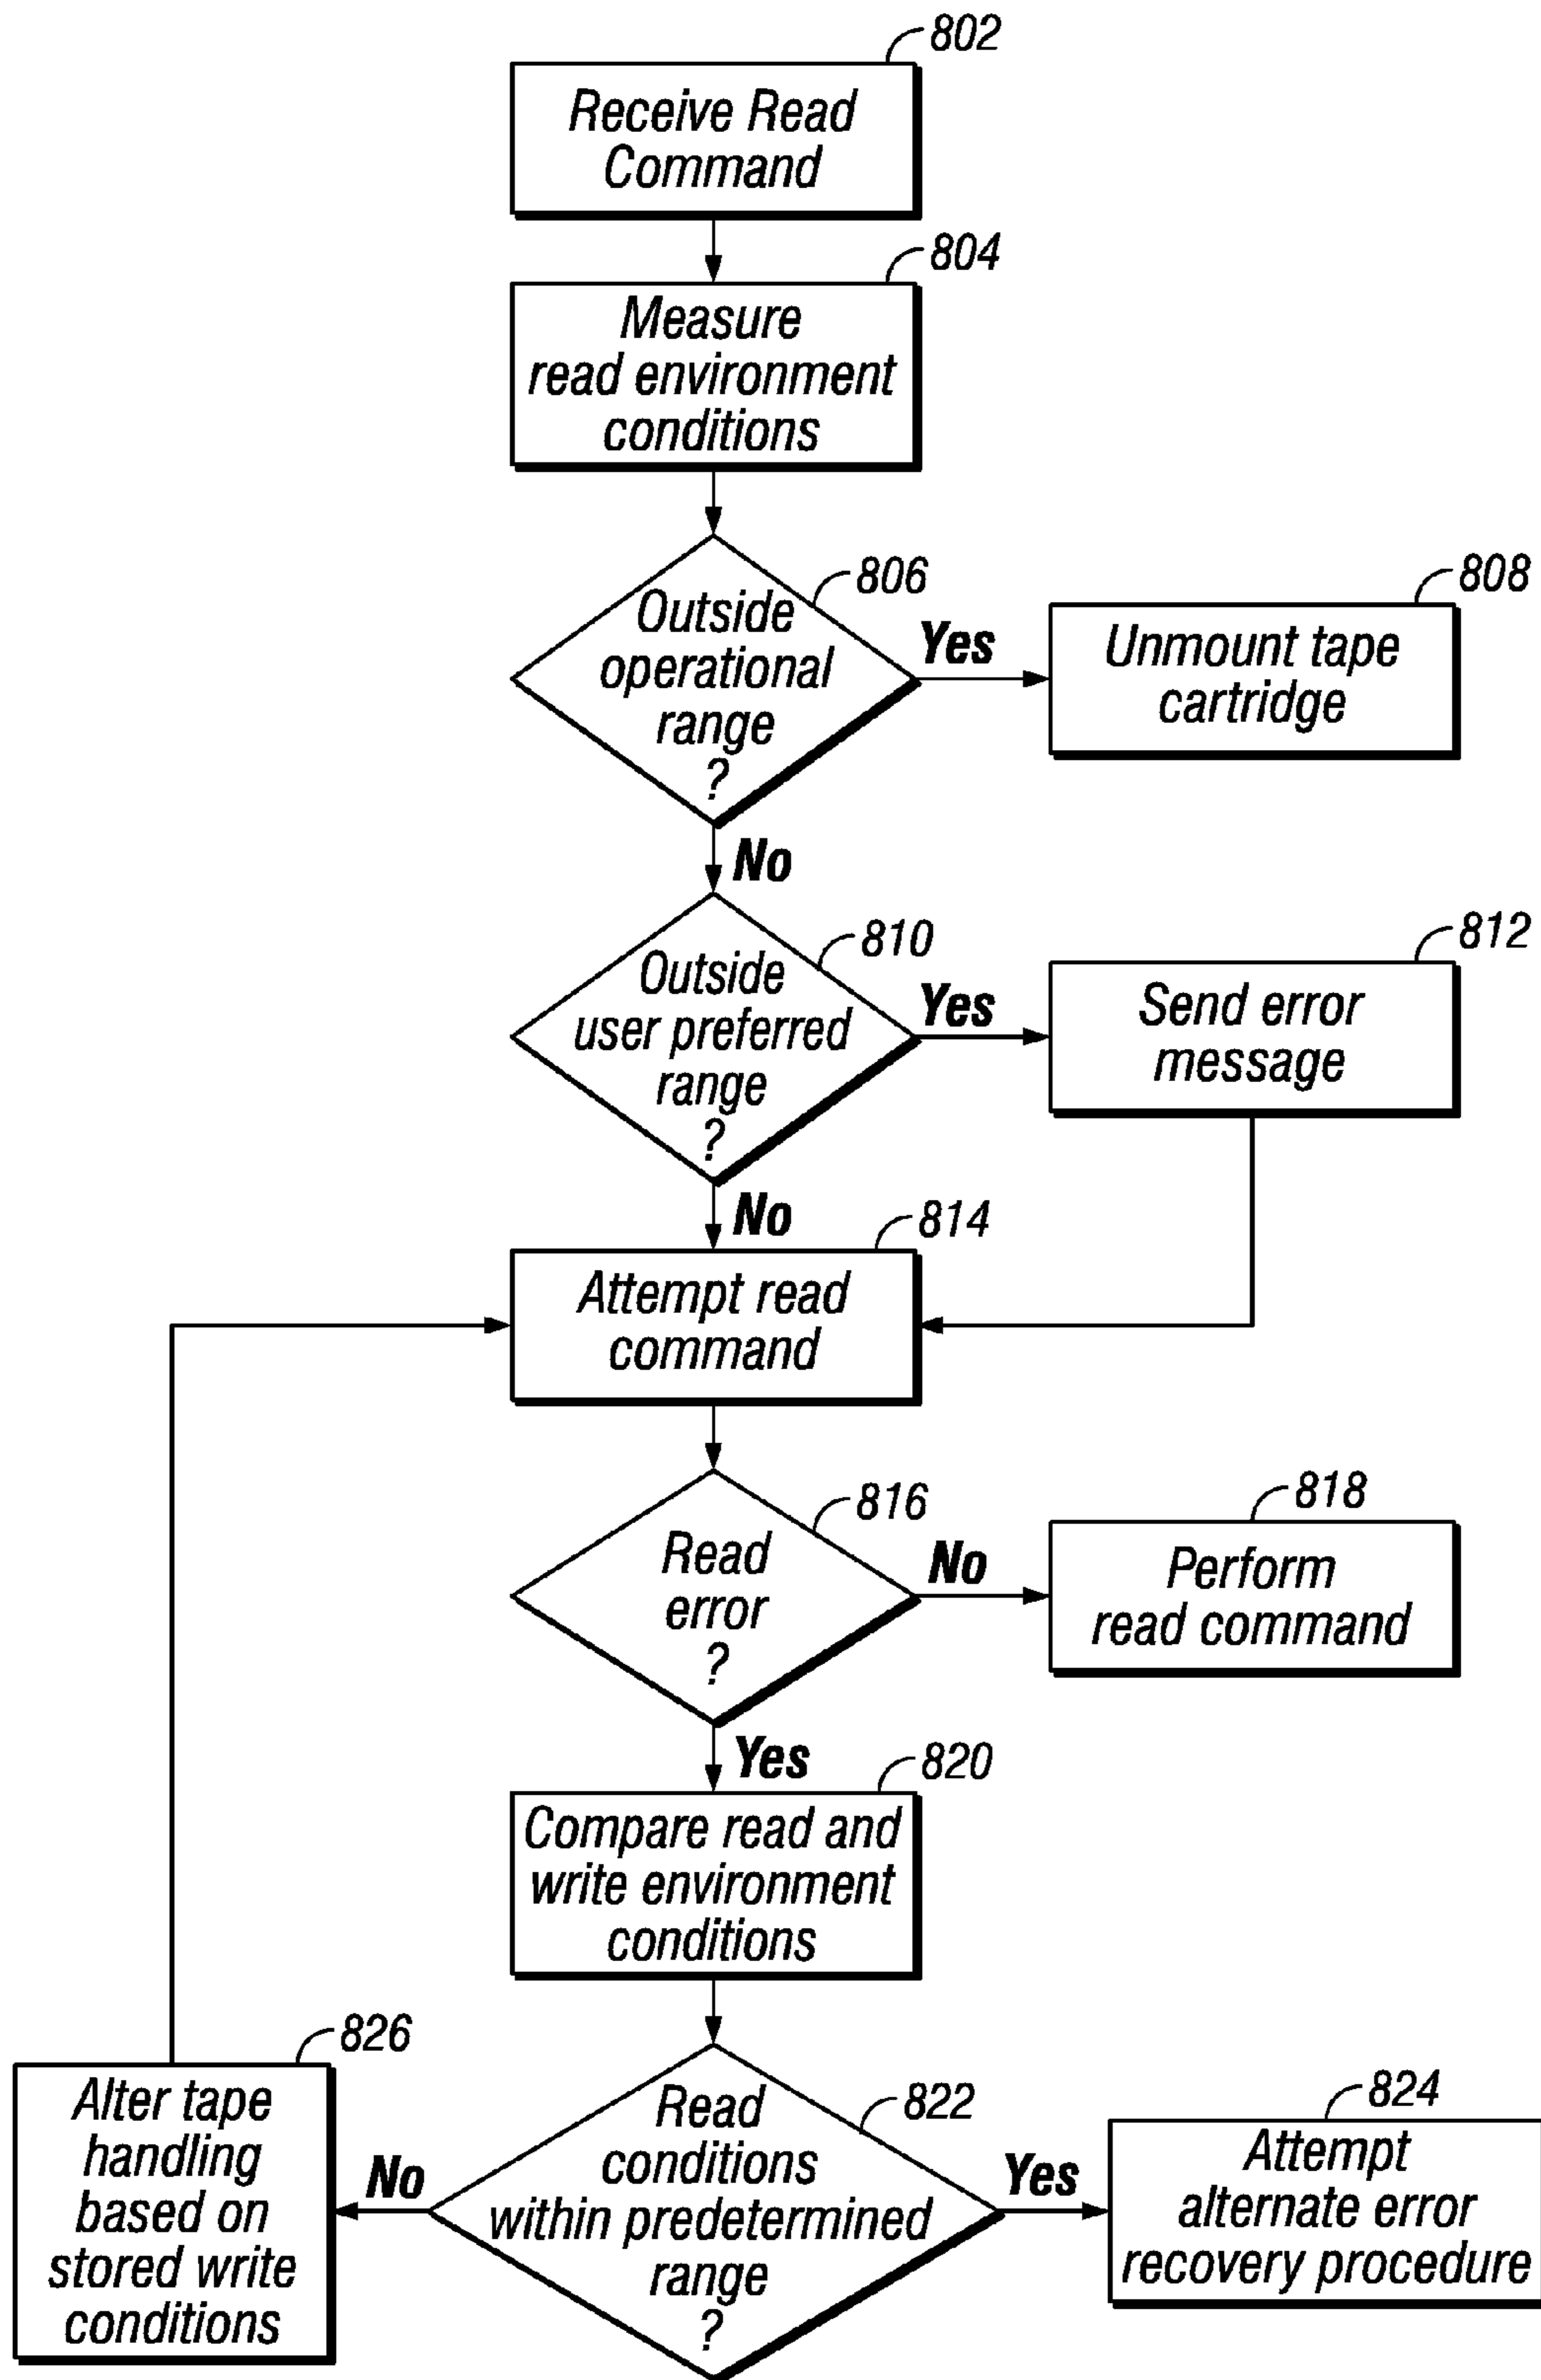 802
Receive Read
Command
804
Measure
read environment
conditions
806
Outside
operational
range
?
Yes
808
Unmount tape
cartridge
No
810
Outside
user preferred
range
?
Yes
812
Send error
message
No
814
Attempt read
command
816
Read
error
?
No
818
Perform
read command
Yes
820
Compare read and
write environment
conditions
826
Alter tape
handling
based on
stored write
conditions
No
822
Read
conditions
within predetermined
range
?
Yes
824
Attempt
alternate error
recovery procedure